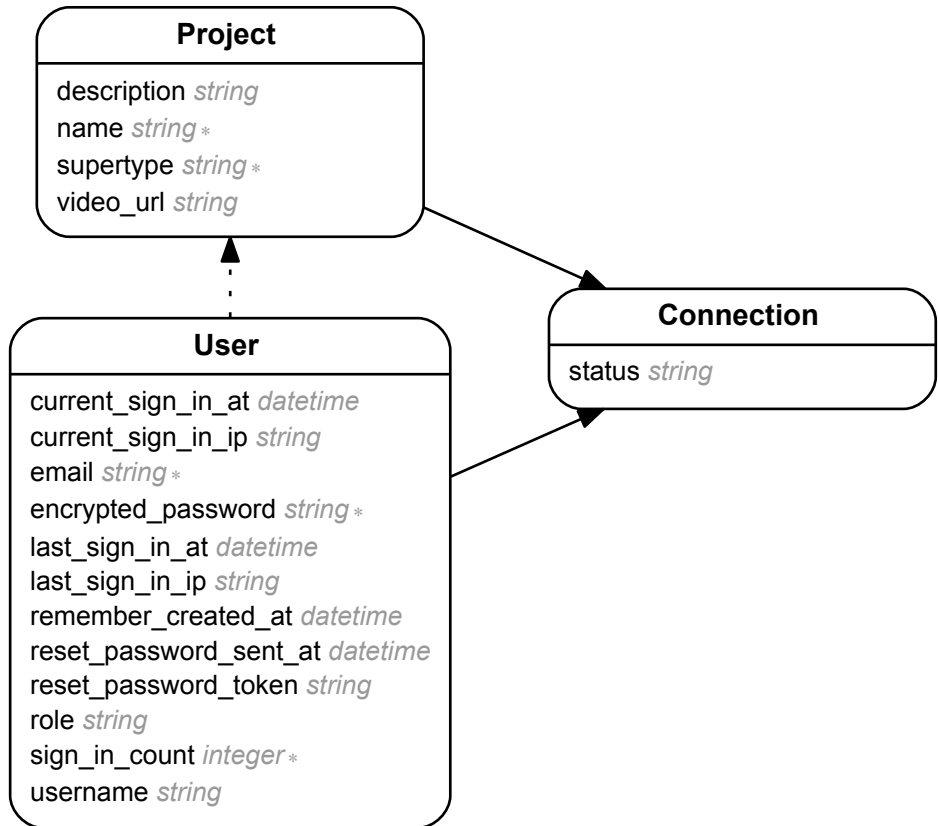 Project
description string
name string *
supertype string *
video_url string
Connection
status string
User
current_sign_in_at datetime
current_sign_in_ip string
email string *
encrypted_password string *
last_sign_in_at datetime
last_sign_in_ip string
remember_created_at datetime
reset_password_sent_at datetime
reset_password_token string
role string
sign_in_count integer *
username string